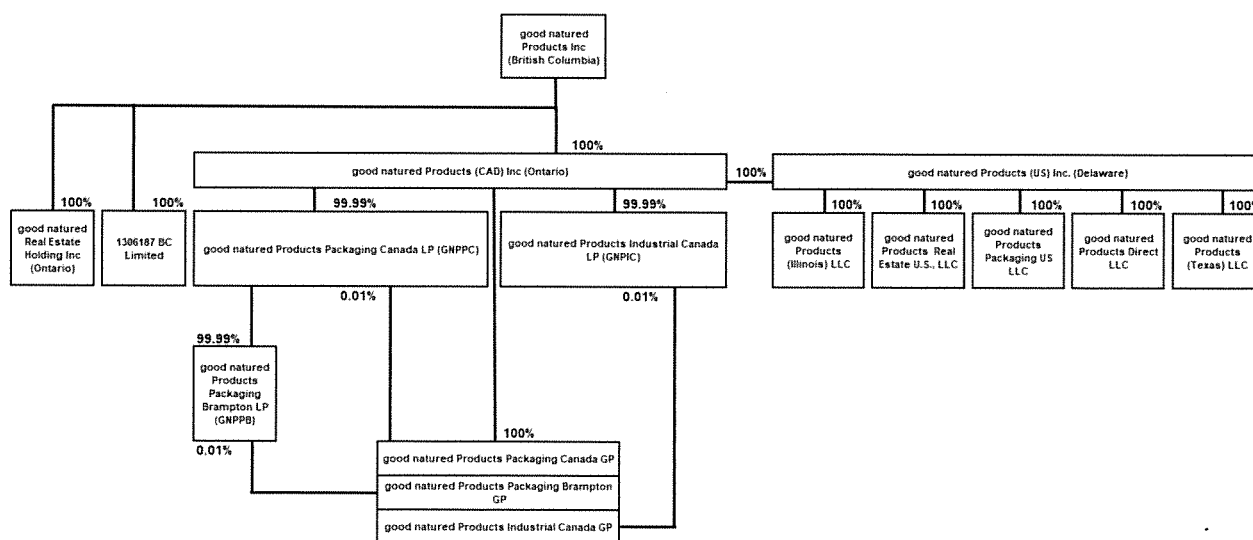 good natured
Products Inc
(British Columbia)
100%
good natured Products (CAD) Inc (Ontario)
100%
good natured Products (US) Inc. (Delaware)
100%
100%
99.99%
99.99%
100%
100%
100%
100%
100%
good natured
Real Estate
Holding Inc
(Ontario)
1306187 BC
Limited
good natured Products Packaging Canada LP (GNPPC)
good natured Products Industrial Canada
LP (GNPIC)
good natured
Products
(Illinois) LLC
good natured
Products Real
Estate U.S., LLC
good natured
Products
Packaging US
LLC
good natured
Products Direct
LLC
good natured
Products
(Texas) LLC
0.01%
0.01%
99.99%
good natured
Products
Packaging
Brampton LP
(GNPPB)
0.01%
100%
good natured Products Packaging Canada GP
good natured Products Packaging Brampton
GP
good natured Products Industrial Canada GP